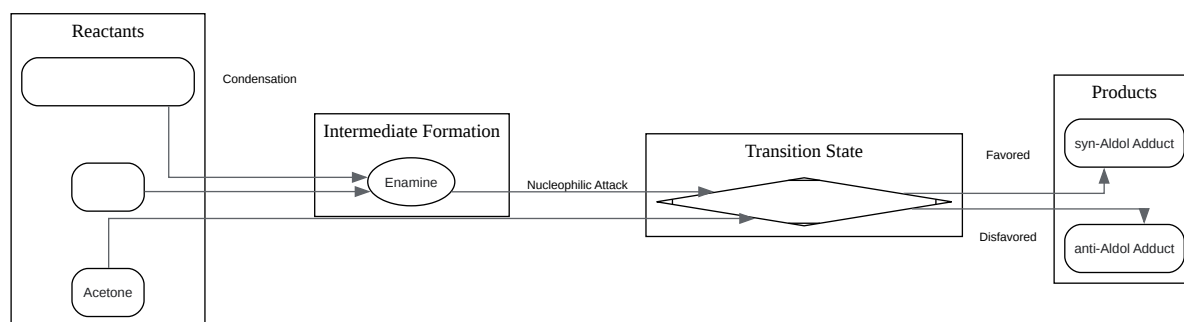 Reactants
Condensation
Acetone
Intermediate Formation
Enamine
Nucleophilic Attack
Transition State
Favored
Disfavored
Products
syn-Aldol Adduct
anti-Aldol Adduct